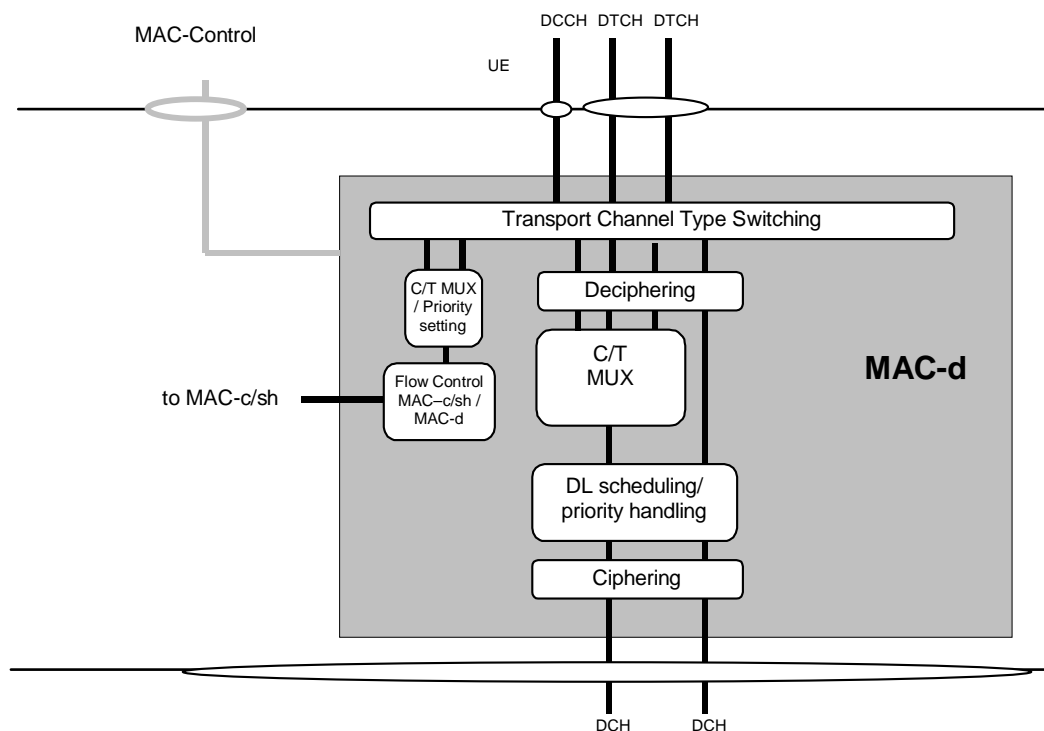 DCCH DTCH DTCH
MAC-Control
UE
Transport Channel Type Switching
C/T MUX
/ Priority
setting
Deciphering
C/T
MUX
MAC-d
Flow Control
MAC–c/sh /
MAC-d
to MAC-c/sh
DL scheduling/
priority handling
Ciphering
DCH DCH